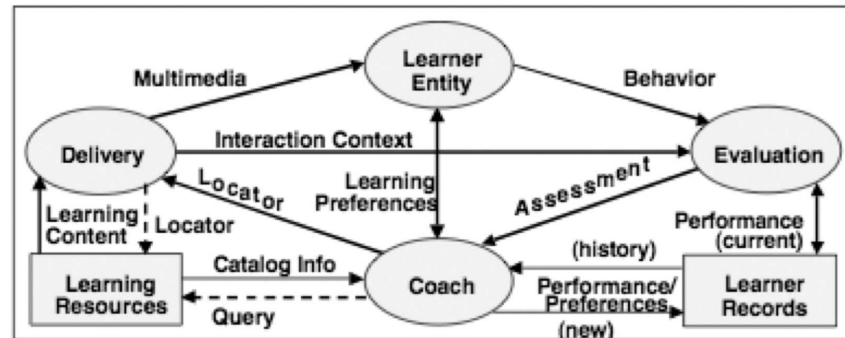 Learner
Entity
Multimedia
Behavior
Delivery
Interaction Context
Evaluation
Locator
Learning
Preferences
Assessment
Learning
Content
Locator
Performance
(current)
Learning
Resources
Catalog Info
Query
Coach
(history)
Performance/
Preferences
(new)
Learner
Records